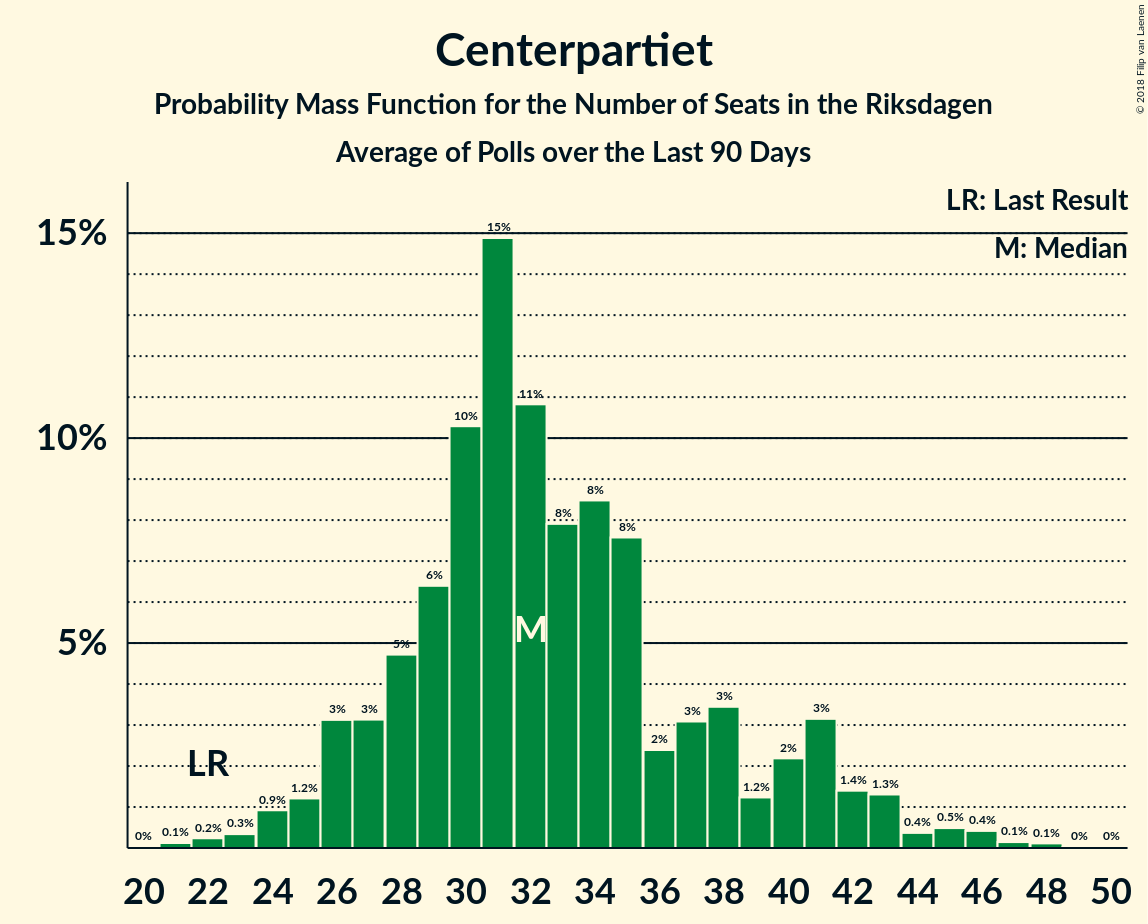 Centerpartiet
Probability Mass Function for the Number of Seats in the Riksdagen
Average of Polls over the Last 90 Days
© 2018 Filip van Laenen
LR: Last Result
M: Median
15%
10%
5%
0% 0.1% 0.2% 0.3% 0.9% 1.2% 3% 3% 5% 6% 10% 15% 11% 8% 8% 8% 2% 3% 3% 1.2% 2% 3% 1.4% 1.3% 0.4% 0.5% 0.4% 0.1% 0.1% 0% 0%
LR
M
20 22 24 26 28 30 32 34 36 38 40 42 44 46 48 50